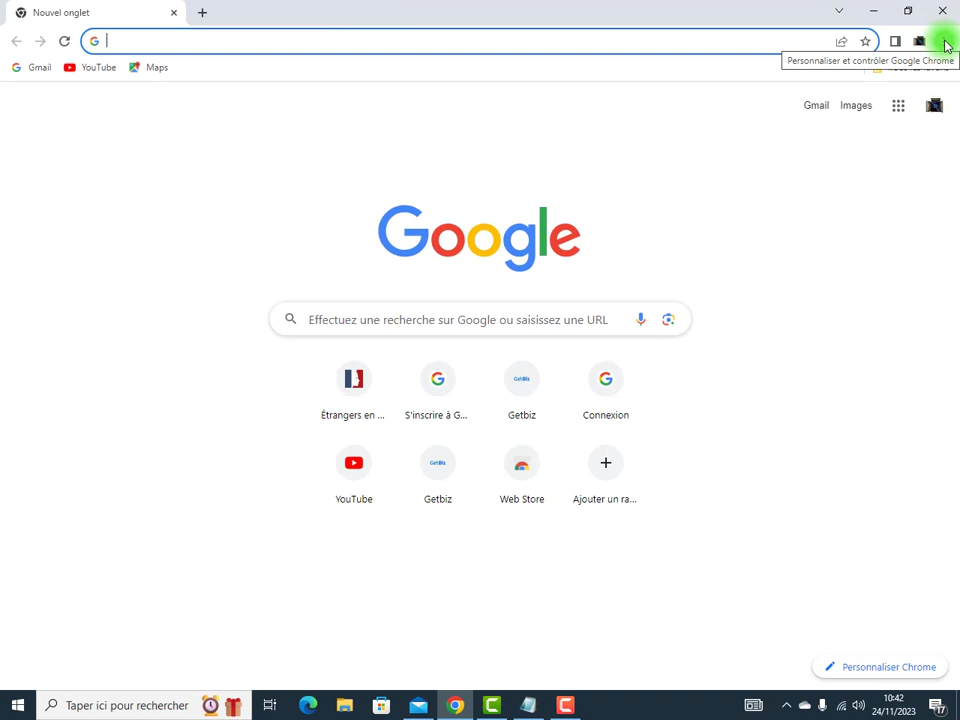 Nouvel onglet
Personnaliser et contrôler Google Chrome
Gmail YouTube Maps
Gmail Images
Google
Effectuez une recherche sur Google ou saisissez une URL
Étrangers en ... S'inscrire à G... Getbiz Connexion
YouTube Getbiz Web Store Ajouter un ra...
Personnaliser Chrome
Taper ici pour rechercher
10:42
24/11/2023
17